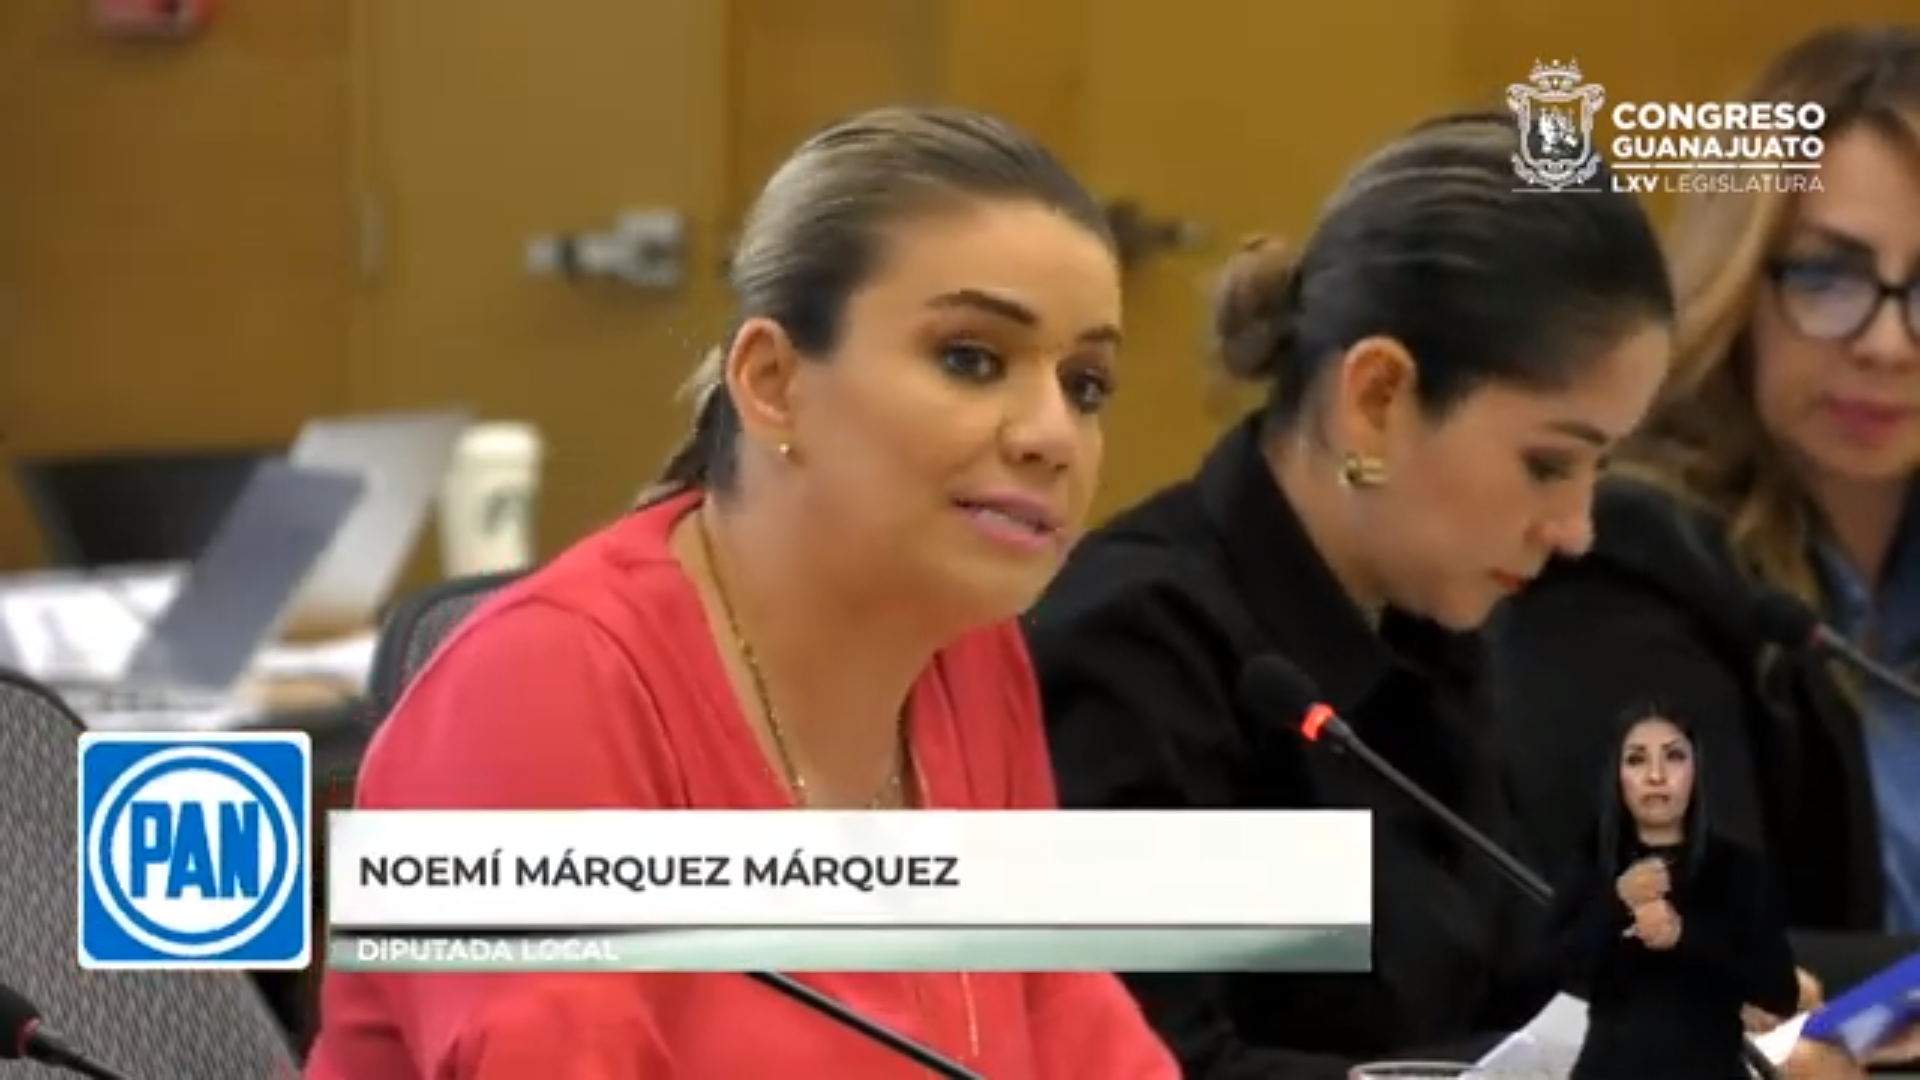 CONGRESO
GUANAJUATO
LXV LEGISLATURA
PAN
NOEMÍ MÁRQUEZ MÁRQUEZ
DIPUTADA LOCAL